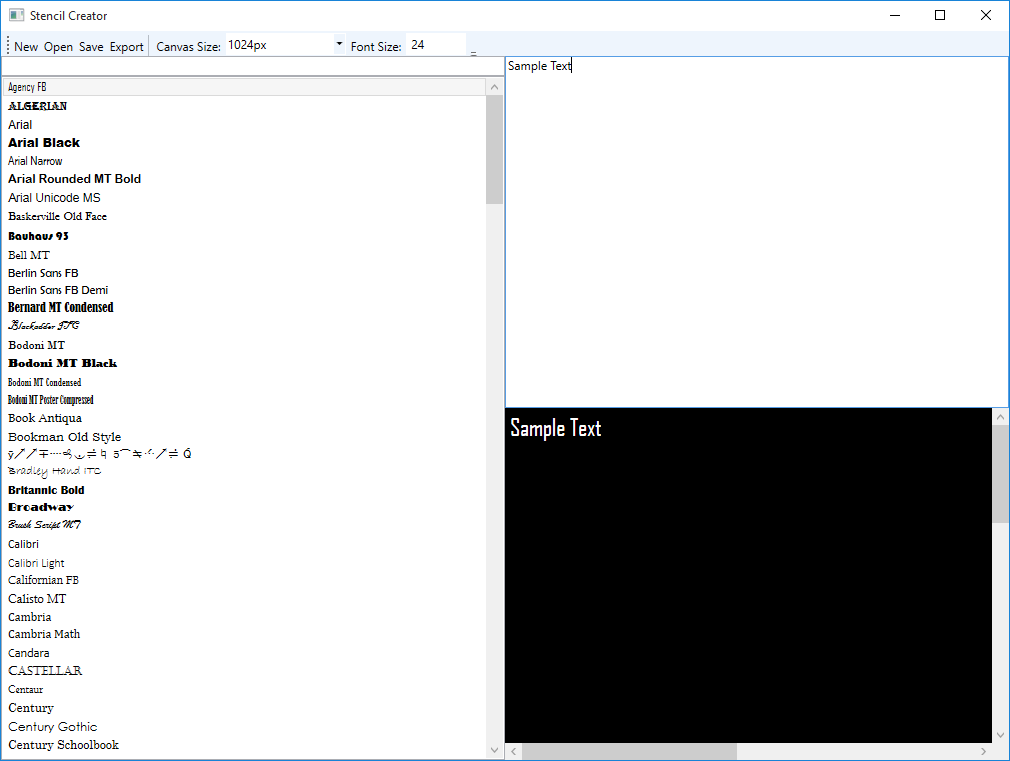 Stencil Creator
New Open Save Export Canvas Size: 1024px Font Size: 24
Sample Text
Agency FB
ALGERIAN
Arial
Arial Black
Arial Narrow
Arial Rounded MT Bold
Arial Unicode MS
Baskerville Old Face
Bauhaus 93
Bell MT
Berlin Sans FB
Berlin Sans FB Demi
Bernard MT Condensed
Blackadder ITC
Bodoni MT
Bodoni MT Black
Bodoni MT Condensed
Bodoni MT Poster Compressed
Book Antiqua
Bookman Old Style
Bradley Hand ITC
Britannic Bold
Broadway
Brush Script MT
Calibri
Calibri Light
Californian FB
Calisto MT
Cambria
Cambria Math
Candara
CASTELLAR
Centaur
Century
Century Gothic
Century Schoolbook
Sample Text